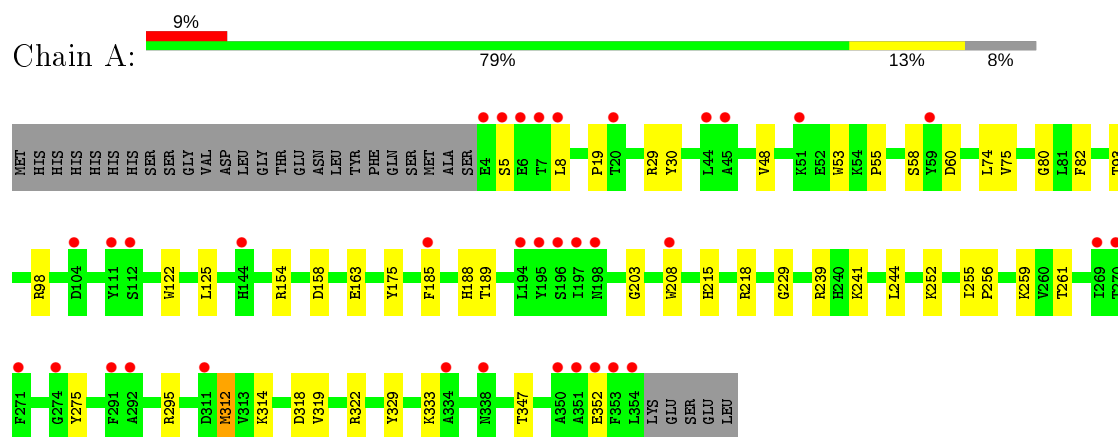 9%
Chain A:
79% 13% 8%
MET HIS HIS HIS HIS HIS HIS SER SER GLY VAL ASP LEU GLY THR GLU ASN LEU TYR PHE GLN SER MET ALA SER E4 S5 E6 T7 L8 P19 T20 R29 Y30 L44 A45 V48 K51 E52 W53 K54 P55 S58 Y59 D60 L74 V75 G80 L81 F82 T93
R98 D104 Y111 S112 W122 L125 H144 R154 D158 E163 Y175 F185 H188 T189 L194 Y195 S196 I197 N198 G203 W208 H215 R218 G229 R239 H240 K241 L244 K252 I255 P256 K259 V260 T261 I269 T270
F271 G274 Y275 F291 A292 R295 D311 M312 V313 K314 D318 V319 R322 Y329 K333 A334 N338 T347 A350 A351 E352 F353 L354 LYS GLU SER GLU LEU